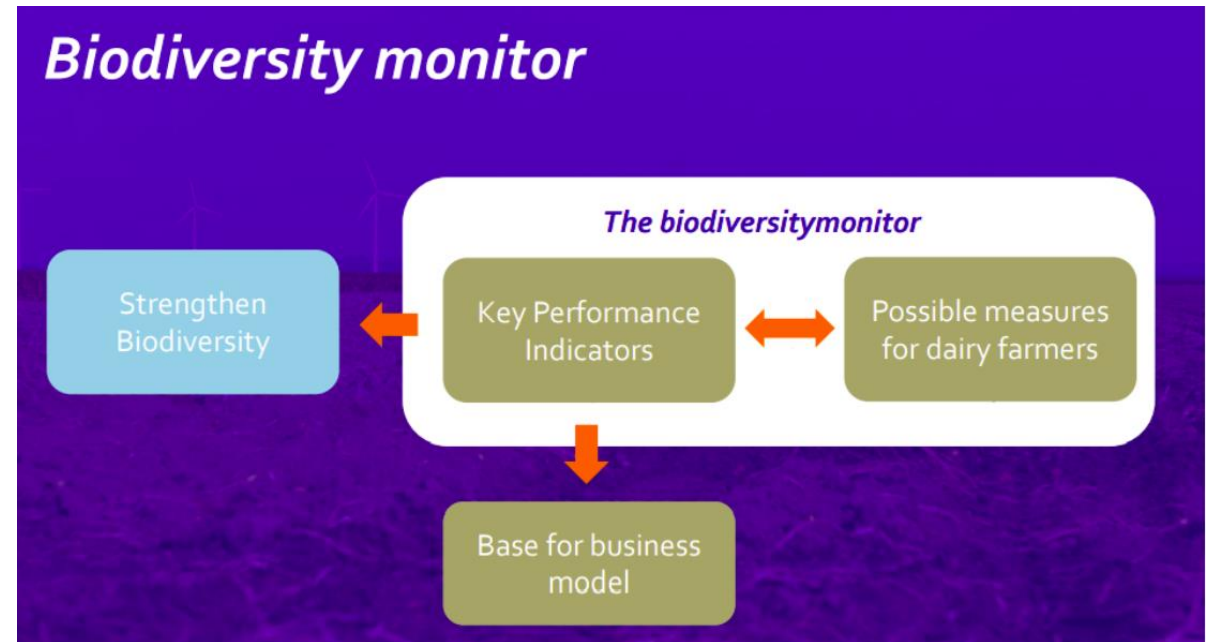 Biodiversity monitor
The biodiversitymonitor
Strengthen
Biodiversity
Key Performance
Indicators
Possible measures
for dairy farmers
Base for business
model